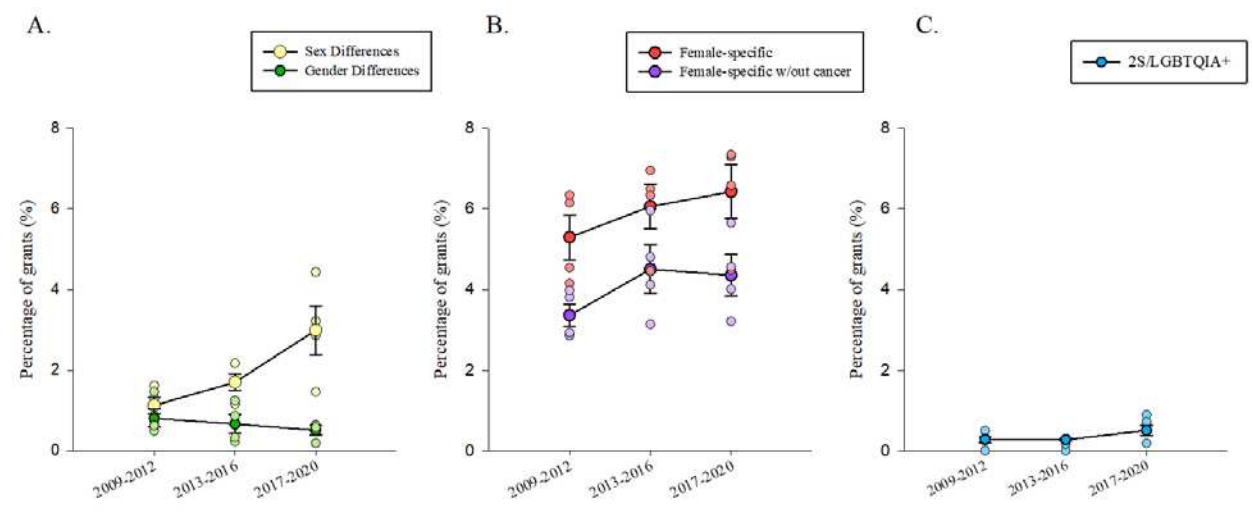 A.
Sex Differences
Gender Differences
Percentage of grants (%)
8
6
4
2
0
2009-2012
2013-2016
2017-2020
B.
Female-specific
Female-specific w/out cancer
Percentage of grants (%)
8
6
4
2
0
2009-2012
2013-2016
2017-2020
C.
2S/LGBTQIA+
Percentage of grants (%)
8
6
4
2
0
2009-2012
2013-2016
2017-2020